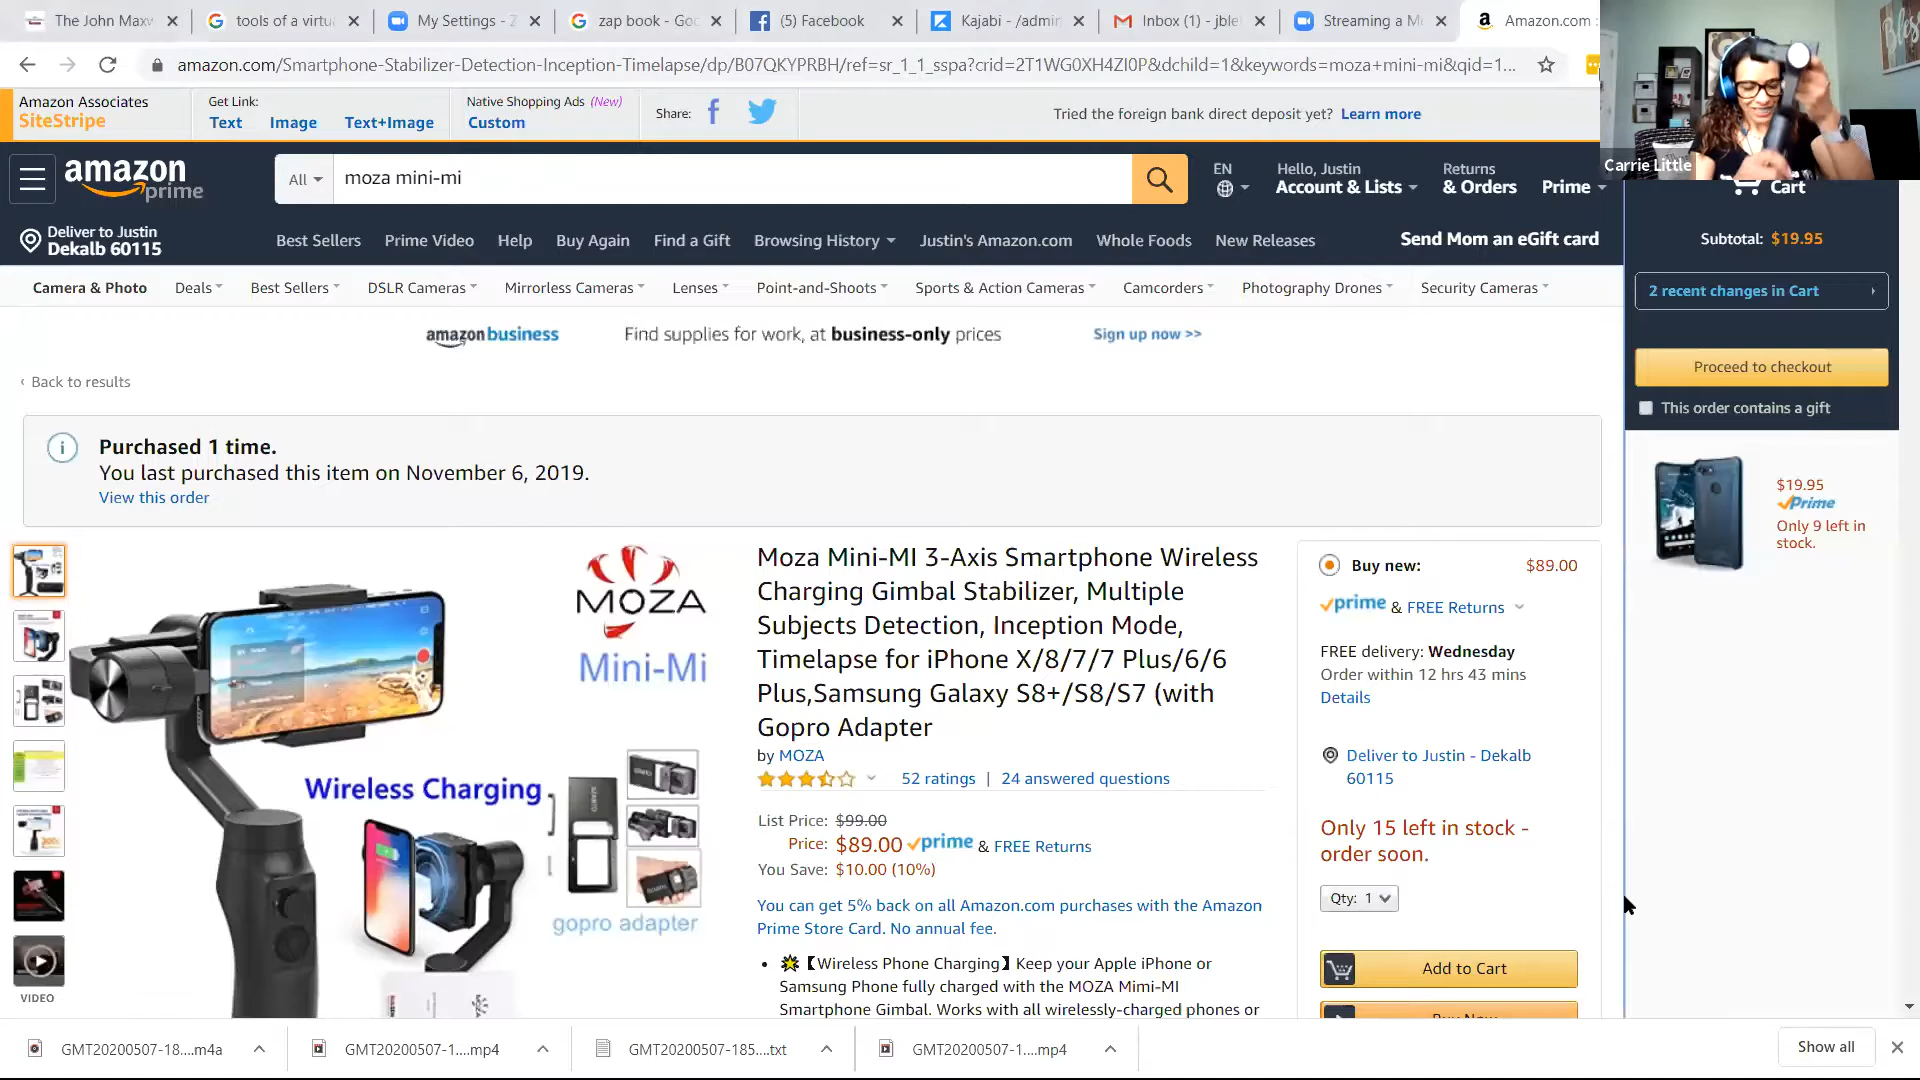 The John Maxw
tools of a virtu
My Settings - Z
zap book - Goo
(5) Facebook
Kajabi - /admin
Inbox (1) - jble
Streaming a M
Amazon.com :
amazon.com/Smartphone-Stabilizer-Detection-Inception-Timelapse/dp/B07QKYPRBH/ref=sr_1_1_sspa?crid=2T1WG0XH4ZI0P&dchild=1&keywords=moza+mini-mi&qid=1...
Amazon Associates
SiteStripe
Get Link:
Text Image Text+Image
Native Shopping Ads (New)
Custom
Share:
Tried the foreign bank direct deposit yet? Learn more
Carrie Little
amazon
prime
All
moza mini-mi
EN
Hello, Justin
Account & Lists
Returns
& Orders
Prime
Cart
Deliver to Justin
Dekalb 60115
Best Sellers Prime Video Help Buy Again Find a Gift Browsing History Justin's Amazon.com Whole Foods New Releases
Send Mom an eGift card
Subtotal: $19.95
2 recent changes in Cart
Proceed to checkout
This order contains a gift
$19.95
Prime
Only 9 left in
stock.
Camera & Photo Deals Best Sellers DSLR Cameras Mirrorless Cameras Lenses Point-and-Shoots Sports & Action Cameras Camcorders Photography Drones Security Cameras
amazon business Find supplies for work, at business-only prices Sign up now >>
‹ Back to results
Purchased 1 time.
You last purchased this item on November 6, 2019.
View this order
MOZA
Mini-Mi
Wireless Charging
gopro adapter
VIDEO
Moza Mini-MI 3-Axis Smartphone Wireless
Charging Gimbal Stabilizer, Multiple
Subjects Detection, Inception Mode,
Timelapse for iPhone X/8/7/7 Plus/6/6
Plus,Samsung Galaxy S8+/S8/S7 (with
Gopro Adapter
by MOZA
52 ratings | 24 answered questions
List Price: $99.00
Price: $89.00 prime & FREE Returns
You Save: $10.00 (10%)
You can get 5% back on all Amazon.com purchases with the Amazon
Prime Store Card. No annual fee.
• 【Wireless Phone Charging】Keep your Apple iPhone or
Samsung Phone fully charged with the MOZA Mimi-MI
Smartphone Gimbal. Works with all wirelessly-charged phones or
Buy new: $89.00
prime & FREE Returns
FREE delivery: Wednesday
Order within 12 hrs 43 mins
Details
Deliver to Justin - Dekalb
60115
Only 15 left in stock -
order soon.
Qty: 1
Add to Cart
Buy Now
GMT20200507-18....m4a
GMT20200507-1....mp4
GMT20200507-185....txt
GMT20200507-1....mp4
Show all